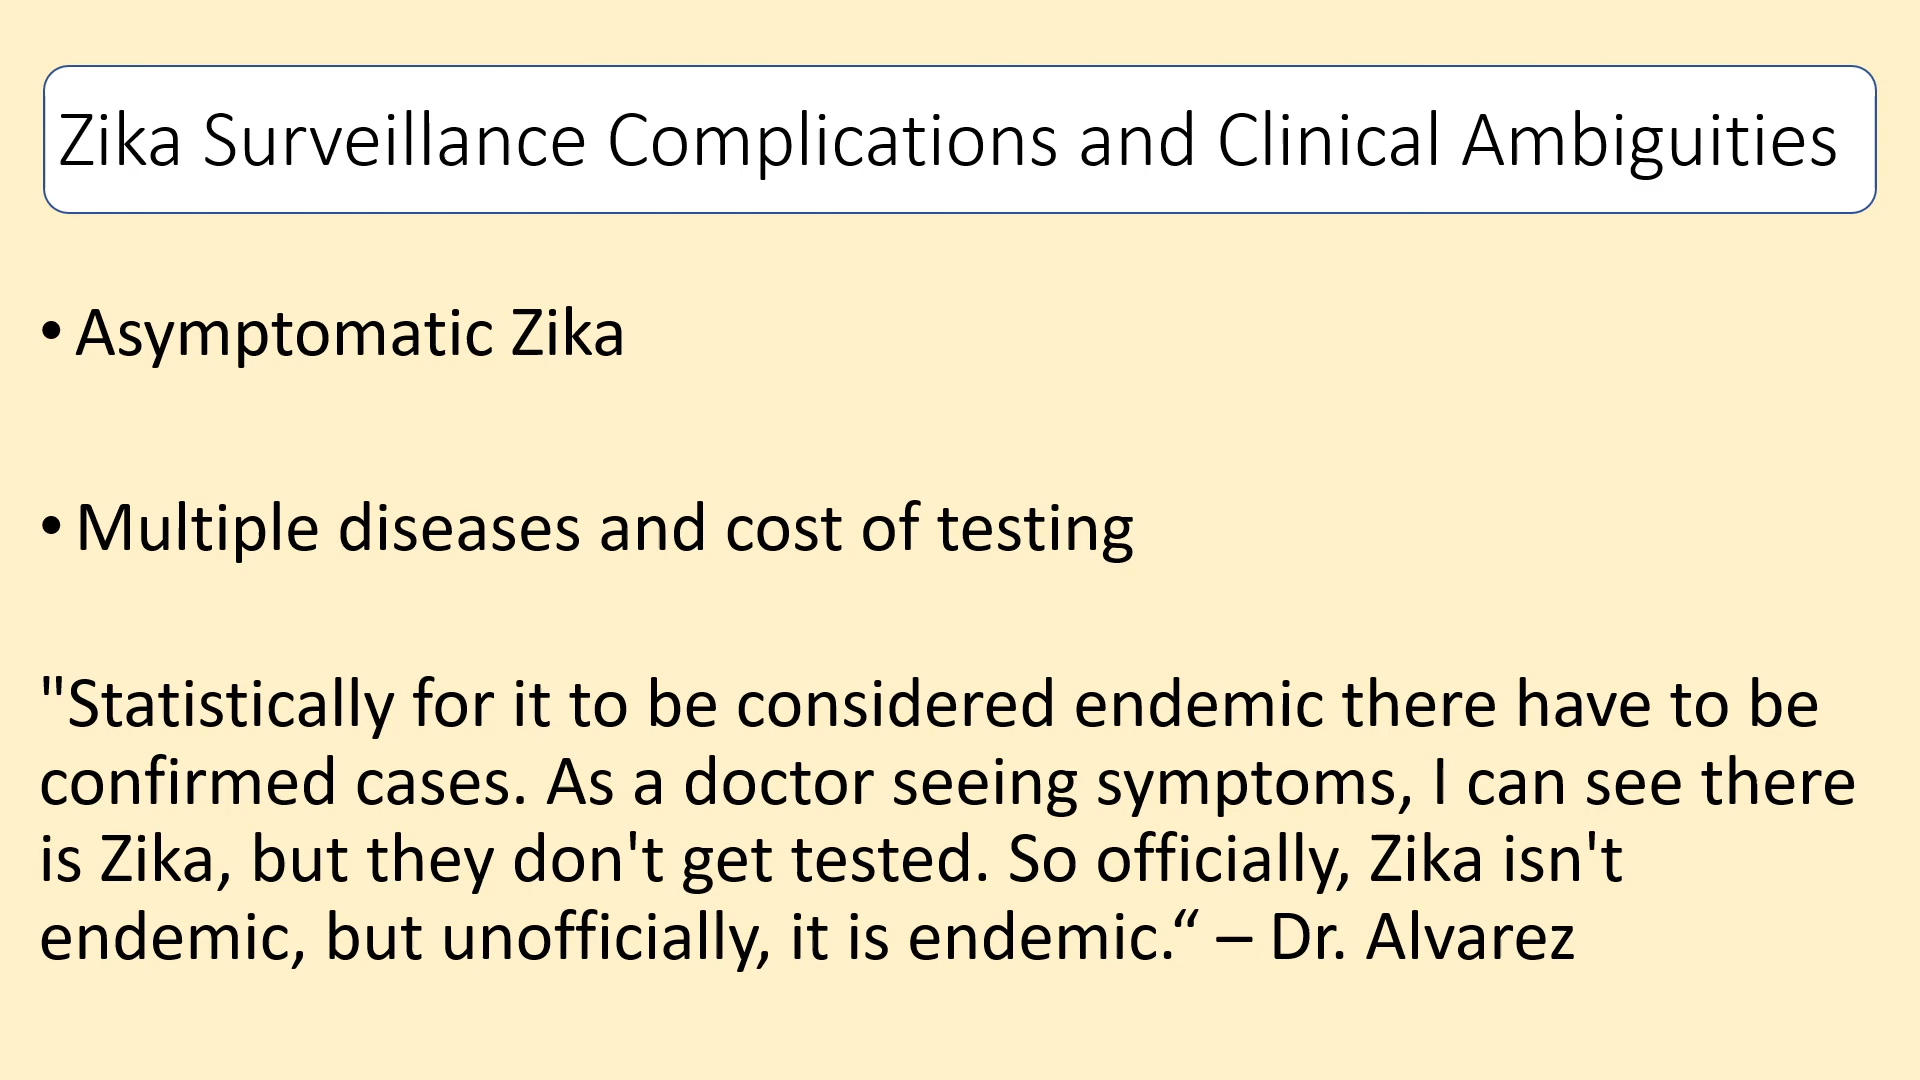 Zika Surveillance Complications and Clinical Ambiguities
• Asymptomatic Zika
• Multiple diseases and cost of testing
"Statistically for it to be considered endemic there have to be
confirmed cases. As a doctor seeing symptoms, I can see there
is Zika, but they don't get tested. So officially, Zika isn't
endemic, but unofficially, it is endemic.“ – Dr. Alvarez